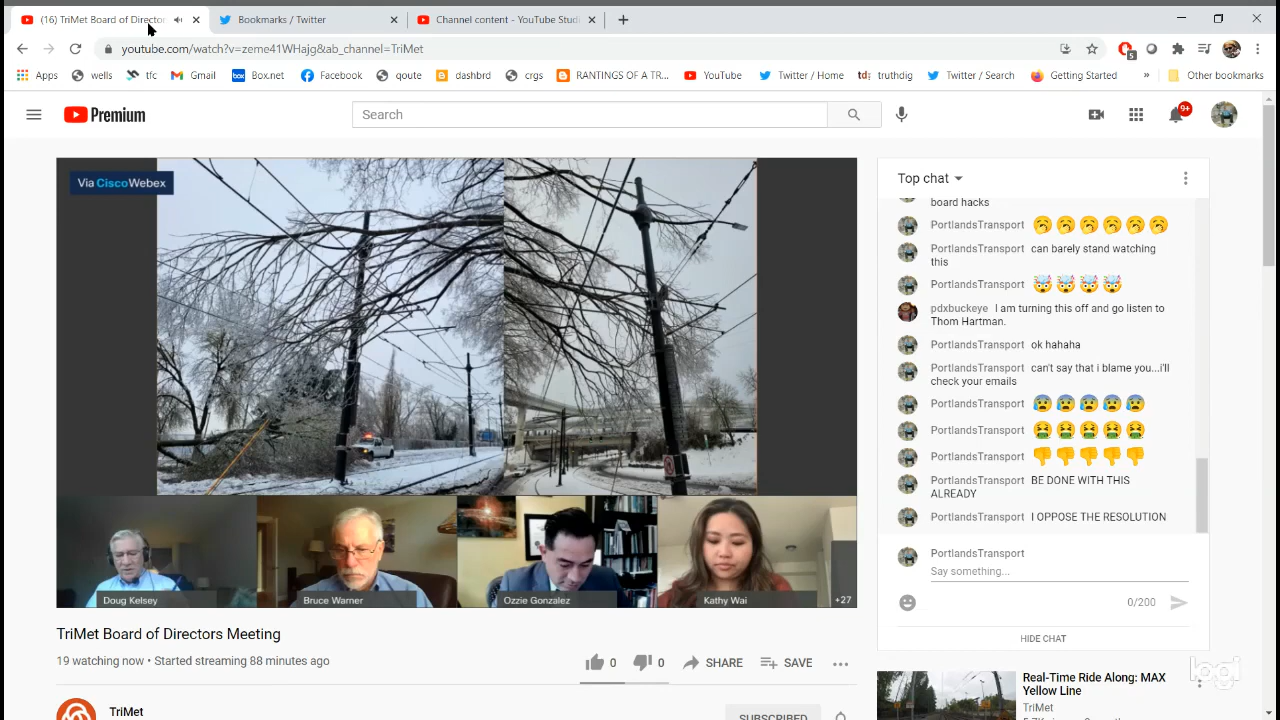 (16) TriMet Board of Director
Bookmarks / Twitter
Channel content - YouTube Studi
youtube.com/watch?v=zeme41WHajg&ab_channel=TriMet
5
Apps
wells
tfc
Gmail
box
Box.net
Facebook
qoute
dashbrd
crgs
RANTINGS OF A TR...
YouTube
Twitter / Home
td:
truthdig
Twitter / Search
Getting Started
»
Other bookmarks
Premium
Search
9+
Via CiscoWebex
Doug Kelsey
Bruce Warner
Ozzie Gonzalez
Kathy Wai
+27
TriMet Board of Directors Meeting
19 watching now • Started streaming 88 minutes ago
0
0
SHARE
SAVE
TriMet
SUBSCRIBED
Top chat
board hacks
PortlandsTransport 🥱🥱🥱🥱🥱🥱
PortlandsTransport can barely stand watching
this
PortlandsTransport 🤯🤯🤯🤯
pdxbuckeye I am turning this off and go listen to
Thom Hartman.
PortlandsTransport ok hahaha
PortlandsTransport can't say that i blame you...i'll
check your emails
PortlandsTransport 😰😰😰😰😰
PortlandsTransport 🤮🤮🤮🤮🤮
PortlandsTransport 👎👎👎👎👎
PortlandsTransport BE DONE WITH THIS
ALREADY
PortlandsTransport I OPPOSE THE RESOLUTION
PortlandsTransport
Say something...
0/200
HIDE CHAT
Real-Time Ride Along: MAX
Yellow Line
TriMet
logi